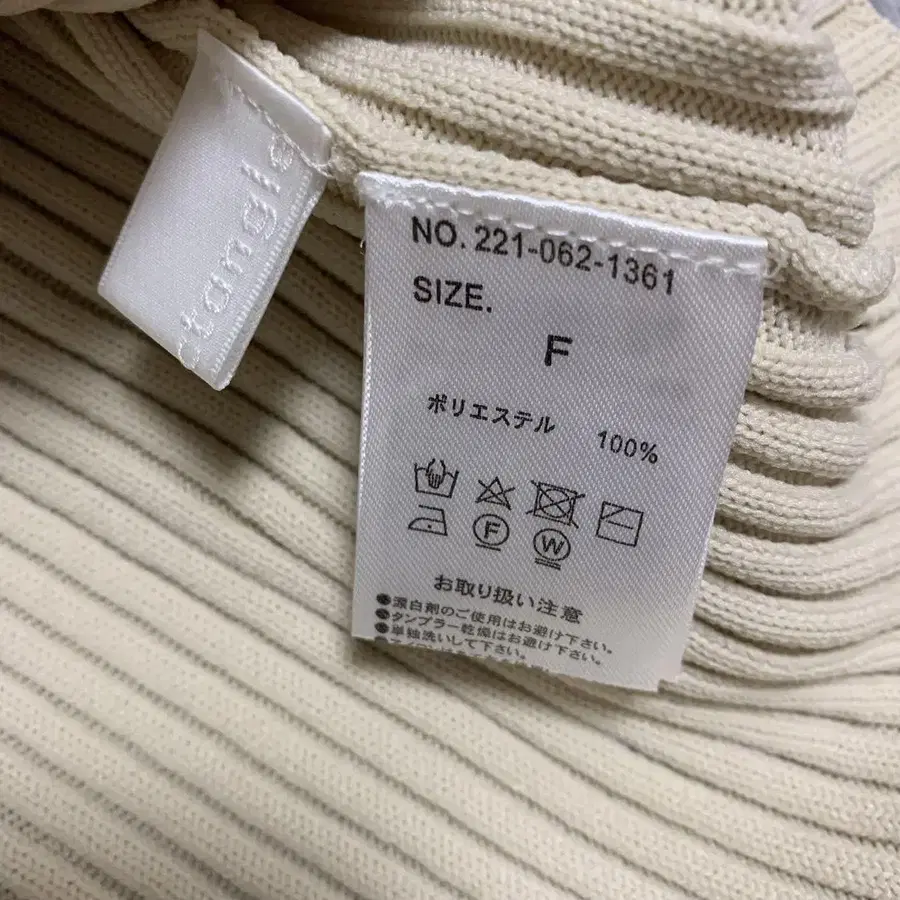 ctangle
NO. 221-062-1361
SIZE.
F
ポリエステル 100%
F
W
お取り扱い注意
●漂白剤のご使用はお避け下さい。
●タンブラー乾燥はお避け下さい。
●単独洗いして下さい。